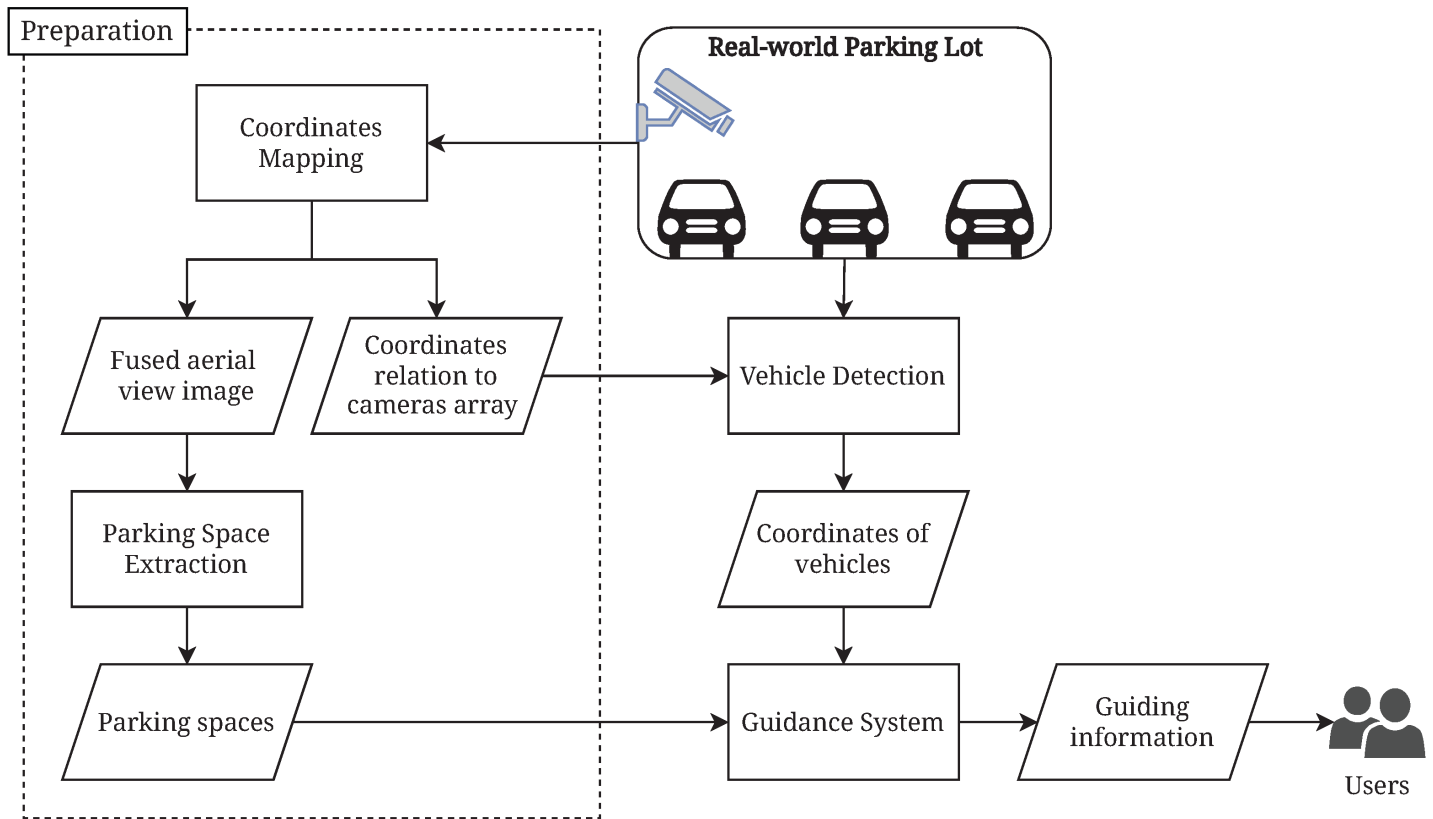 Preparation
Real-world Parking Lot
Coordinates
Mapping
Fused aerial
view image
Coordinates
relation to
cameras array
Vehicle Detection
Parking Space
Extraction
Coordinates of
vehicles
Parking spaces
Guidance System
Guiding
information
Users